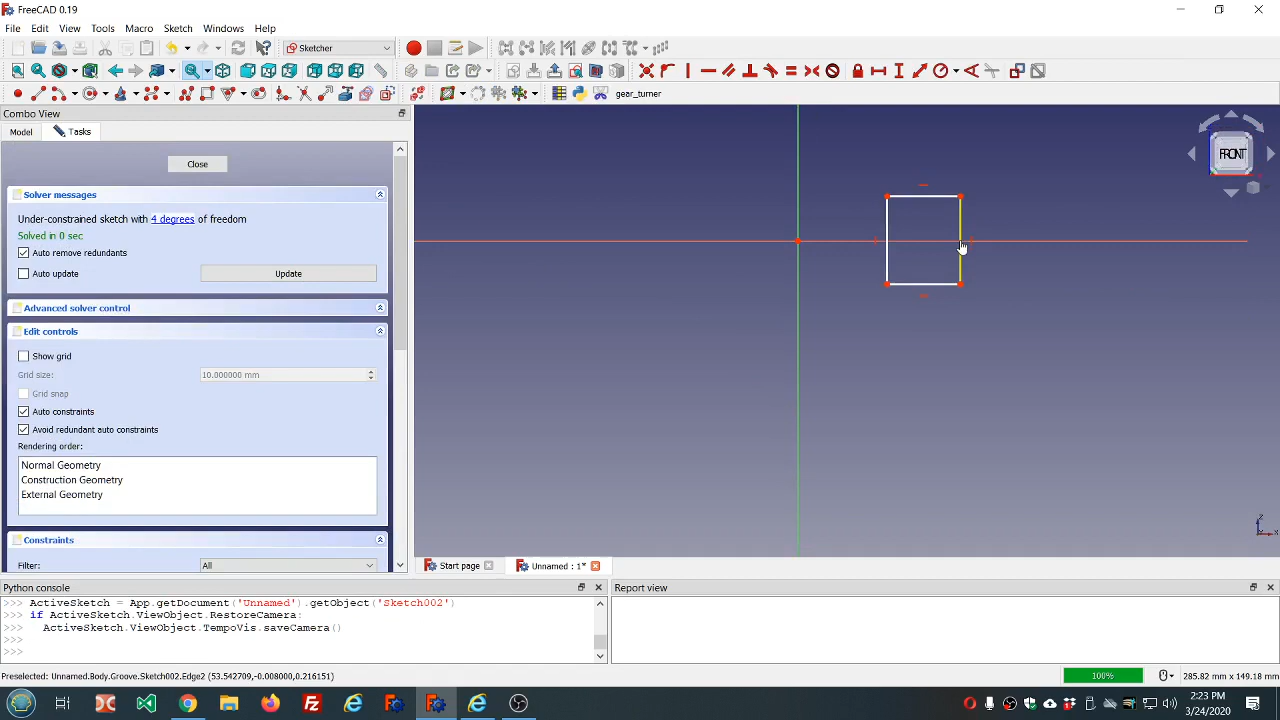 FreeCAD 0.19
File Edit View Tools Macro Sketch Windows Help
Sketcher
gear_turner
Combo View
Model Tasks
Close
Solver messages
Under-constrained sketch with 4 degrees of freedom
Solved in 0 sec
Auto remove redundants
Auto update
Update
Advanced solver control
Edit controls
Show grid
Grid size: 10.000000 mm
Grid snap
Auto constraints
Avoid redundant auto constraints
Rendering order:
Normal Geometry
Construction Geometry
External Geometry
Constraints
Filter: All
FRONT
Z
X
Start page
Unnamed : 1*
Python console
>>> ActiveSketch = App.getDocument('Unnamed').getObject('Sketch002')
>>> if ActiveSketch.ViewObject.RestoreCamera:
>>> ActiveSketch.ViewObject.TempoVis.saveCamera()
>>>
>>>
Report view
Preselected: Unnamed.Body.Groove.Sketch002.Edge2 (53.542709,-0.008000,0.216151)
100%
285.82 mm x 149.18 mm
2:23 PM
3/24/2020